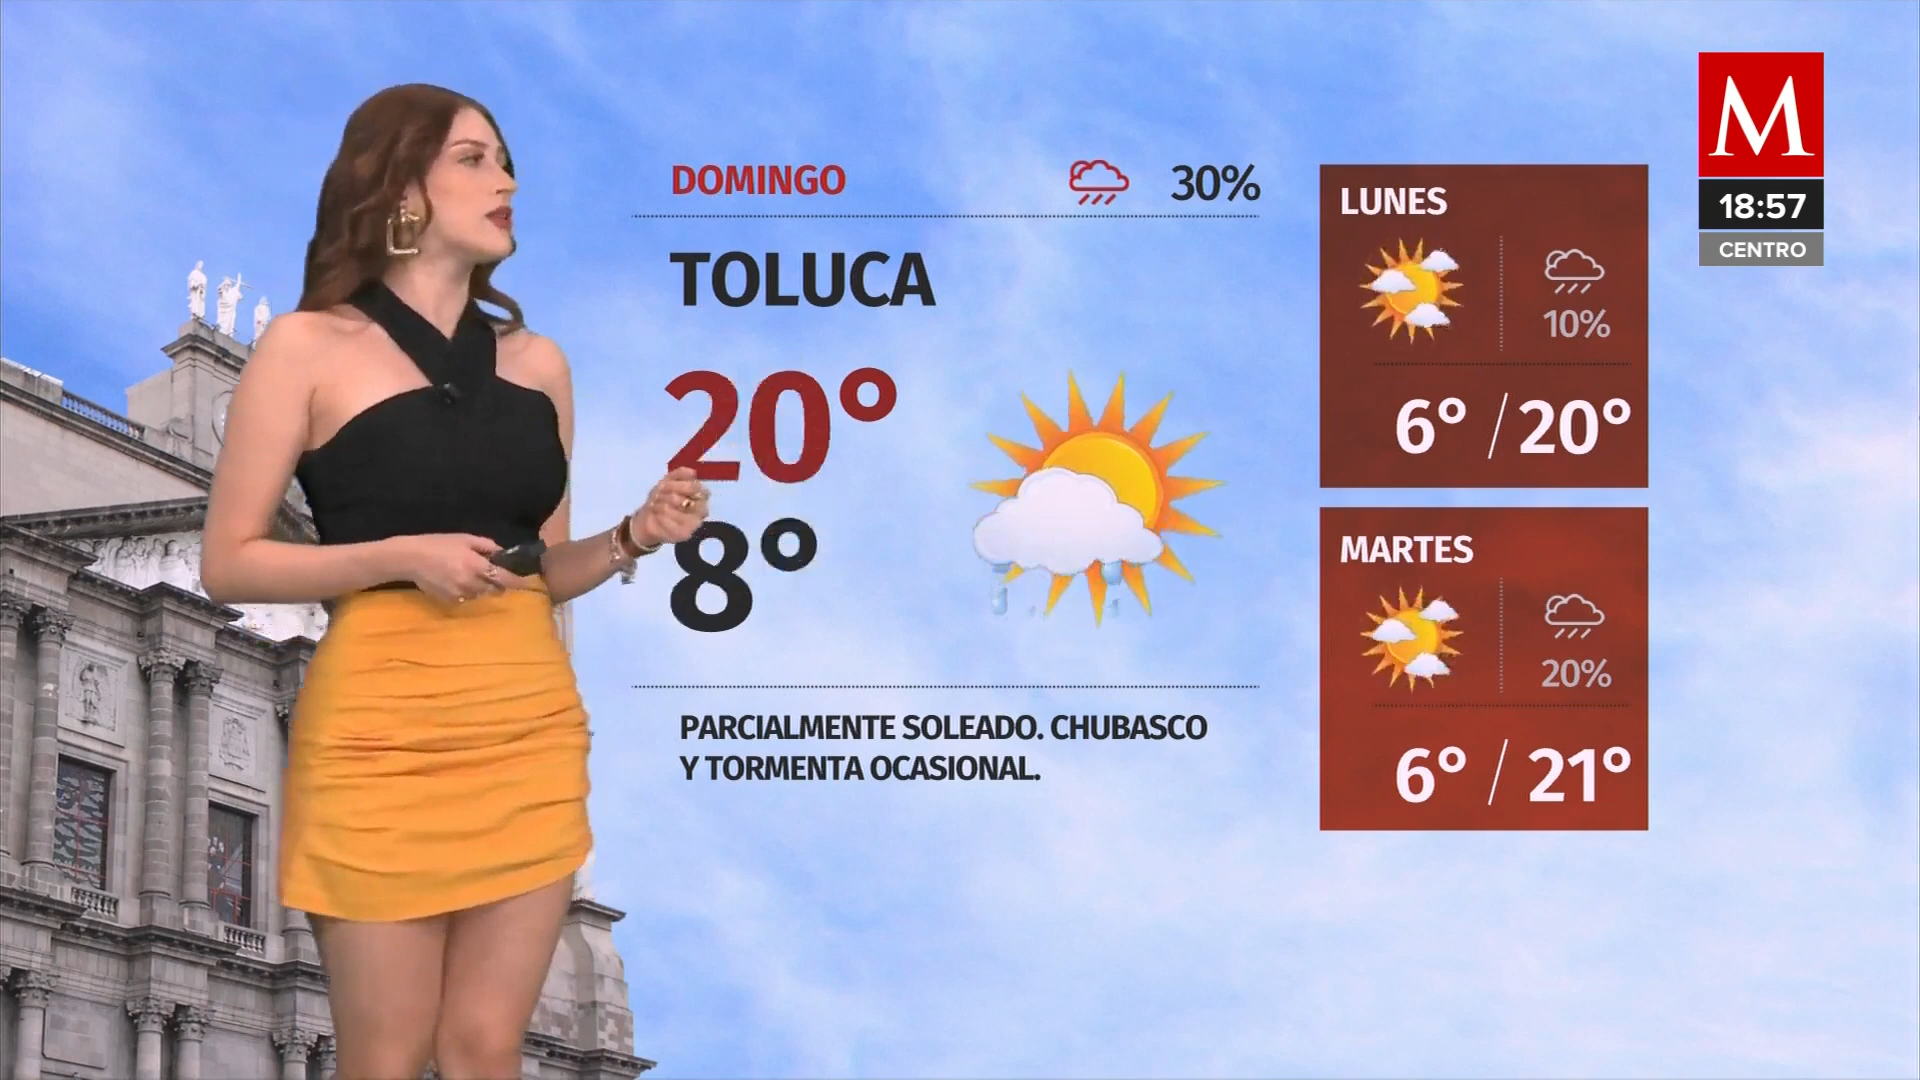 DOMINGO 30%
TOLUCA
20°
8°
PARCIALMENTE SOLEADO. CHUBASCO
Y TORMENTA OCASIONAL.
LUNES
10%
6° / 20°
MARTES
20%
6° / 21°
M
18:57
CENTRO